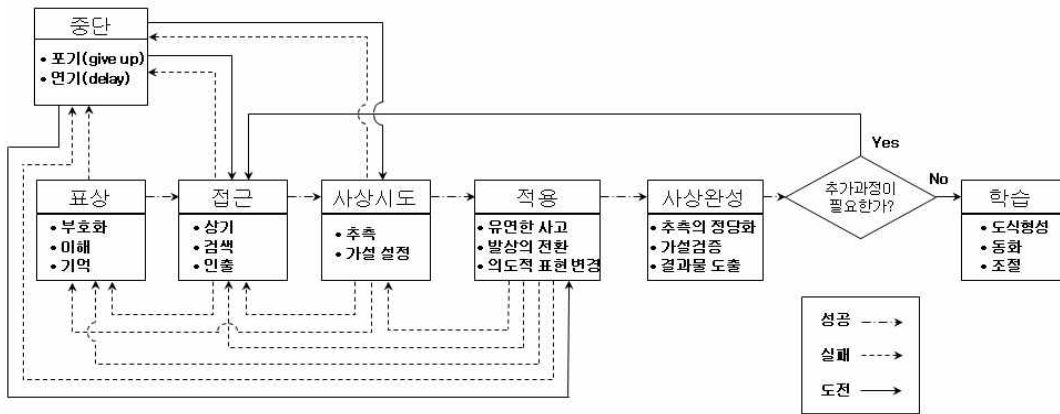 중단
• 포기(give up)
• 연기(delay)
Yes
No
표상
• 부호화
• 이해
• 기억
접근
• 상기
• 검색
• 인출
사상시도
• 추측
• 가설 설정
적용
• 유연한 사고
• 발상의 전환
• 의도적 표현 변경
사상완성
• 추측의 정당화
• 가설검증
• 결과물 도출
추가과정이
필요한가?
학습
• 도식형성
• 동화
• 조절
성공
실패
도전